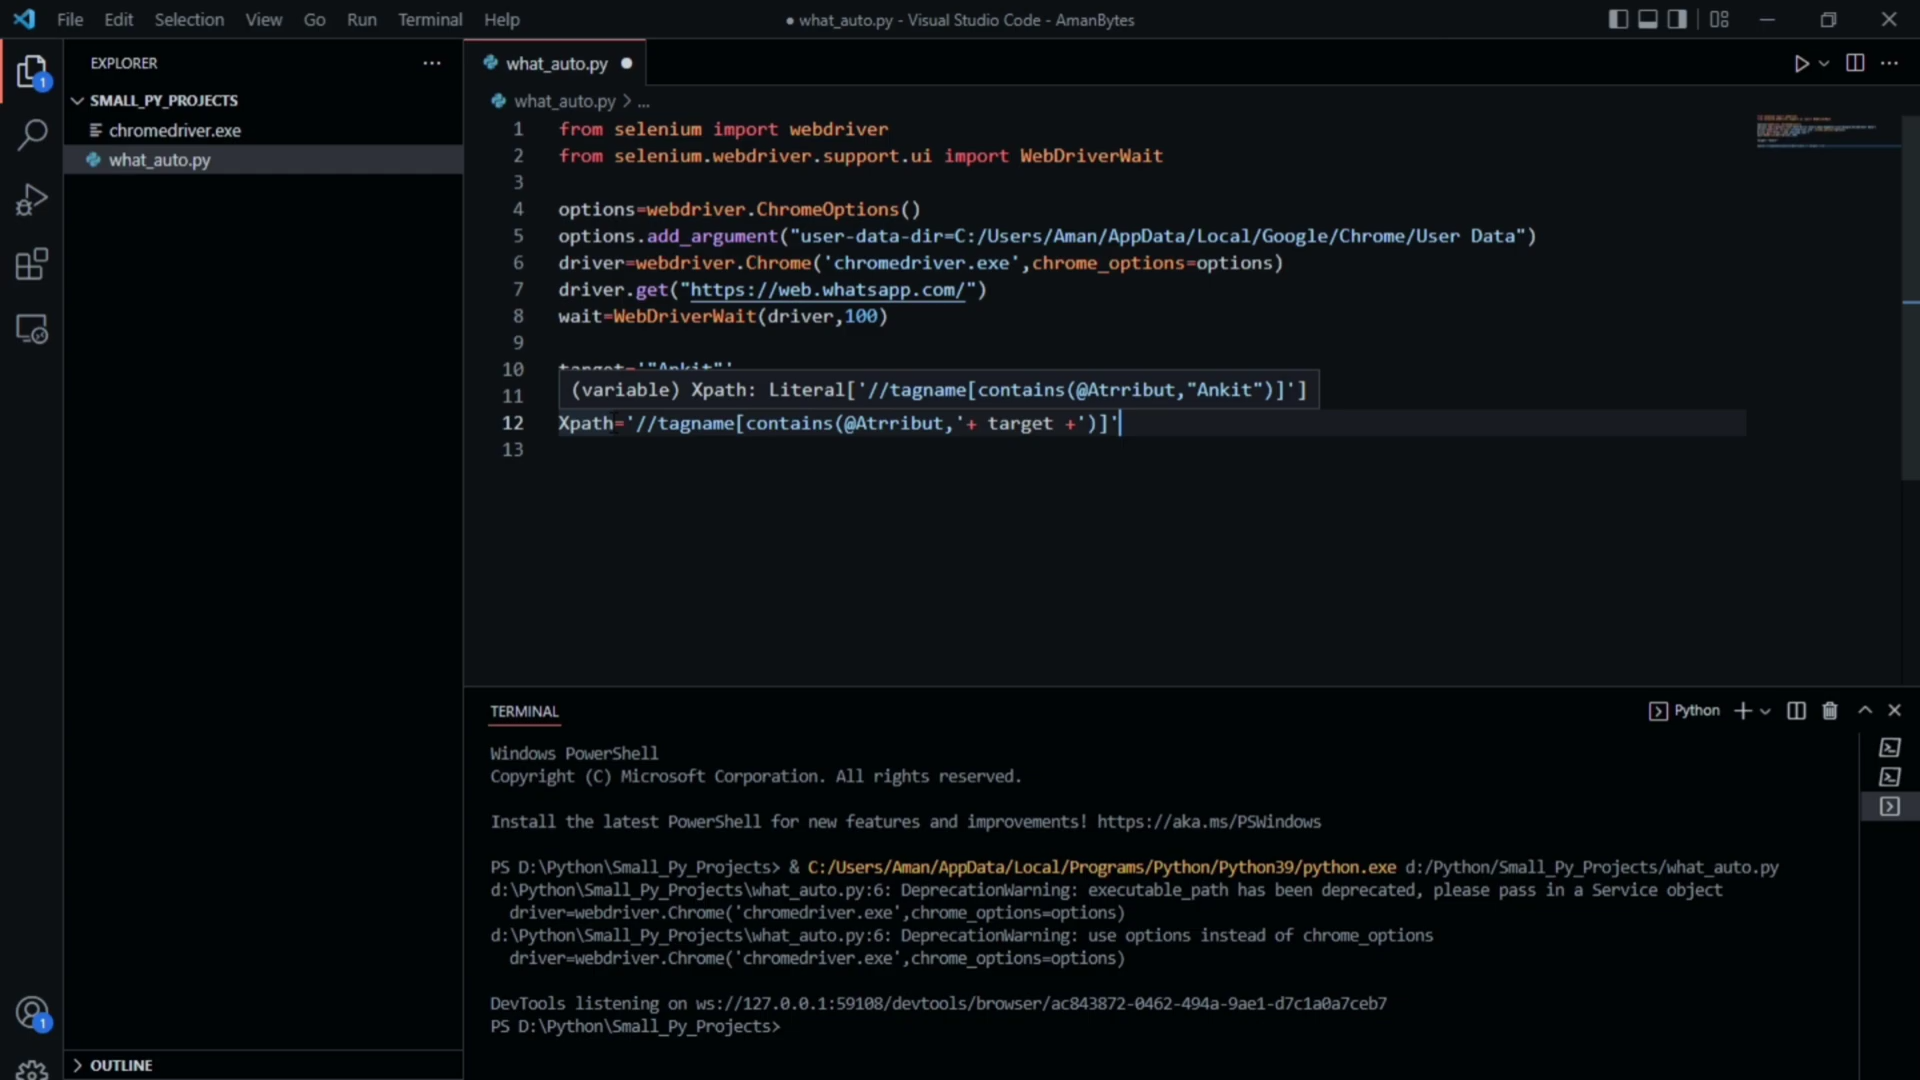 File Edit Selection View Go Run Terminal Help
● what_auto.py - Visual Studio Code - AmanBytes
EXPLORER
1
SMALL_PY_PROJECTS
chromedriver.exe
what_auto.py
what_auto.py
what_auto.py > ...
1 from selenium import webdriver
2 from selenium.webdriver.support.ui import WebDriverWait
3
4 options=webdriver.ChromeOptions()
5 options.add_argument("user-data-dir=C:/Users/Aman/AppData/Local/Google/Chrome/User Data")
6 driver=webdriver.Chrome('chromedriver.exe',chrome_options=options)
7 driver.get("https://web.whatsapp.com/")
8 wait=WebDriverWait(driver,100)
9
10 target='"Ankit"'
11 (variable) Xpath: Literal['//tagname[contains(@Atrribut,"Ankit")]']
12 Xpath='//tagname[contains(@Atrribut,'+ target +')]'
13
TERMINAL
Python
Windows PowerShell
Copyright (C) Microsoft Corporation. All rights reserved.
Install the latest PowerShell for new features and improvements! https://aka.ms/PSWindows
PS D:\Python\Small_Py_Projects> & C:/Users/Aman/AppData/Local/Programs/Python/Python39/python.exe d:/Python/Small_Py_Projects/what_auto.py
d:\Python\Small_Py_Projects\what_auto.py:6: DeprecationWarning: executable_path has been deprecated, please pass in a Service object
driver=webdriver.Chrome('chromedriver.exe',chrome_options=options)
d:\Python\Small_Py_Projects\what_auto.py:6: DeprecationWarning: use options instead of chrome_options
driver=webdriver.Chrome('chromedriver.exe',chrome_options=options)
DevTools listening on ws://127.0.0.1:59108/devtools/browser/ac843872-0462-494a-9ae1-d7c1a0a7ceb7
PS D:\Python\Small_Py_Projects>
1
OUTLINE